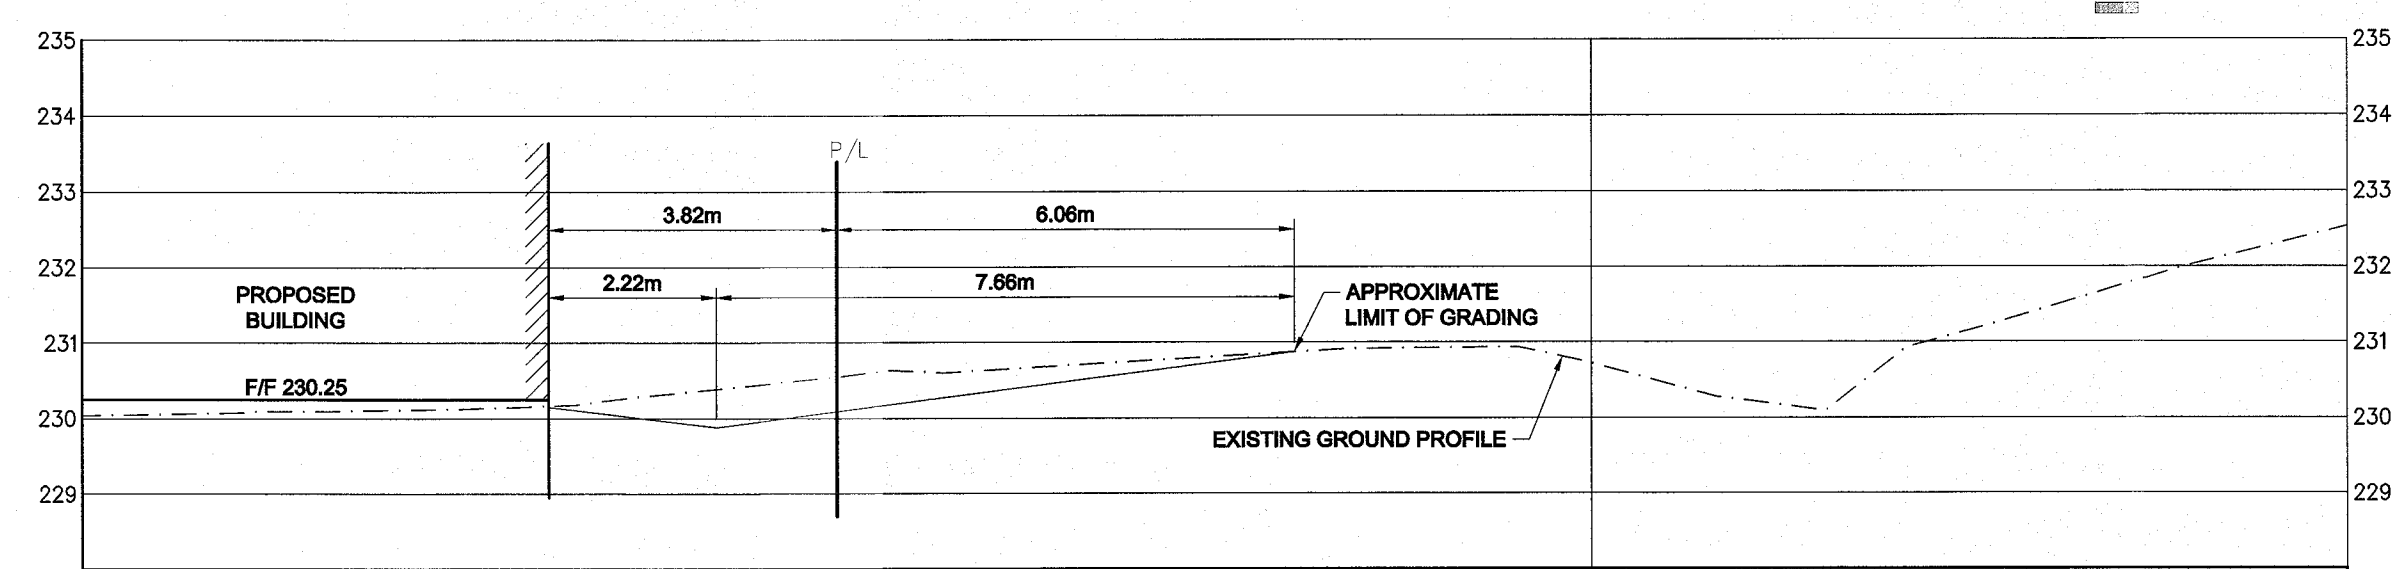 235
235
234
234
P/L
233
233
3.82m
6.06m
232
232
2.22m
7.66m
PROPOSED
BUILDING
APPROXIMATE
LIMIT OF GRADING
231
231
F/F 230.25
230
230
EXISTING GROUND PROFILE
229
229